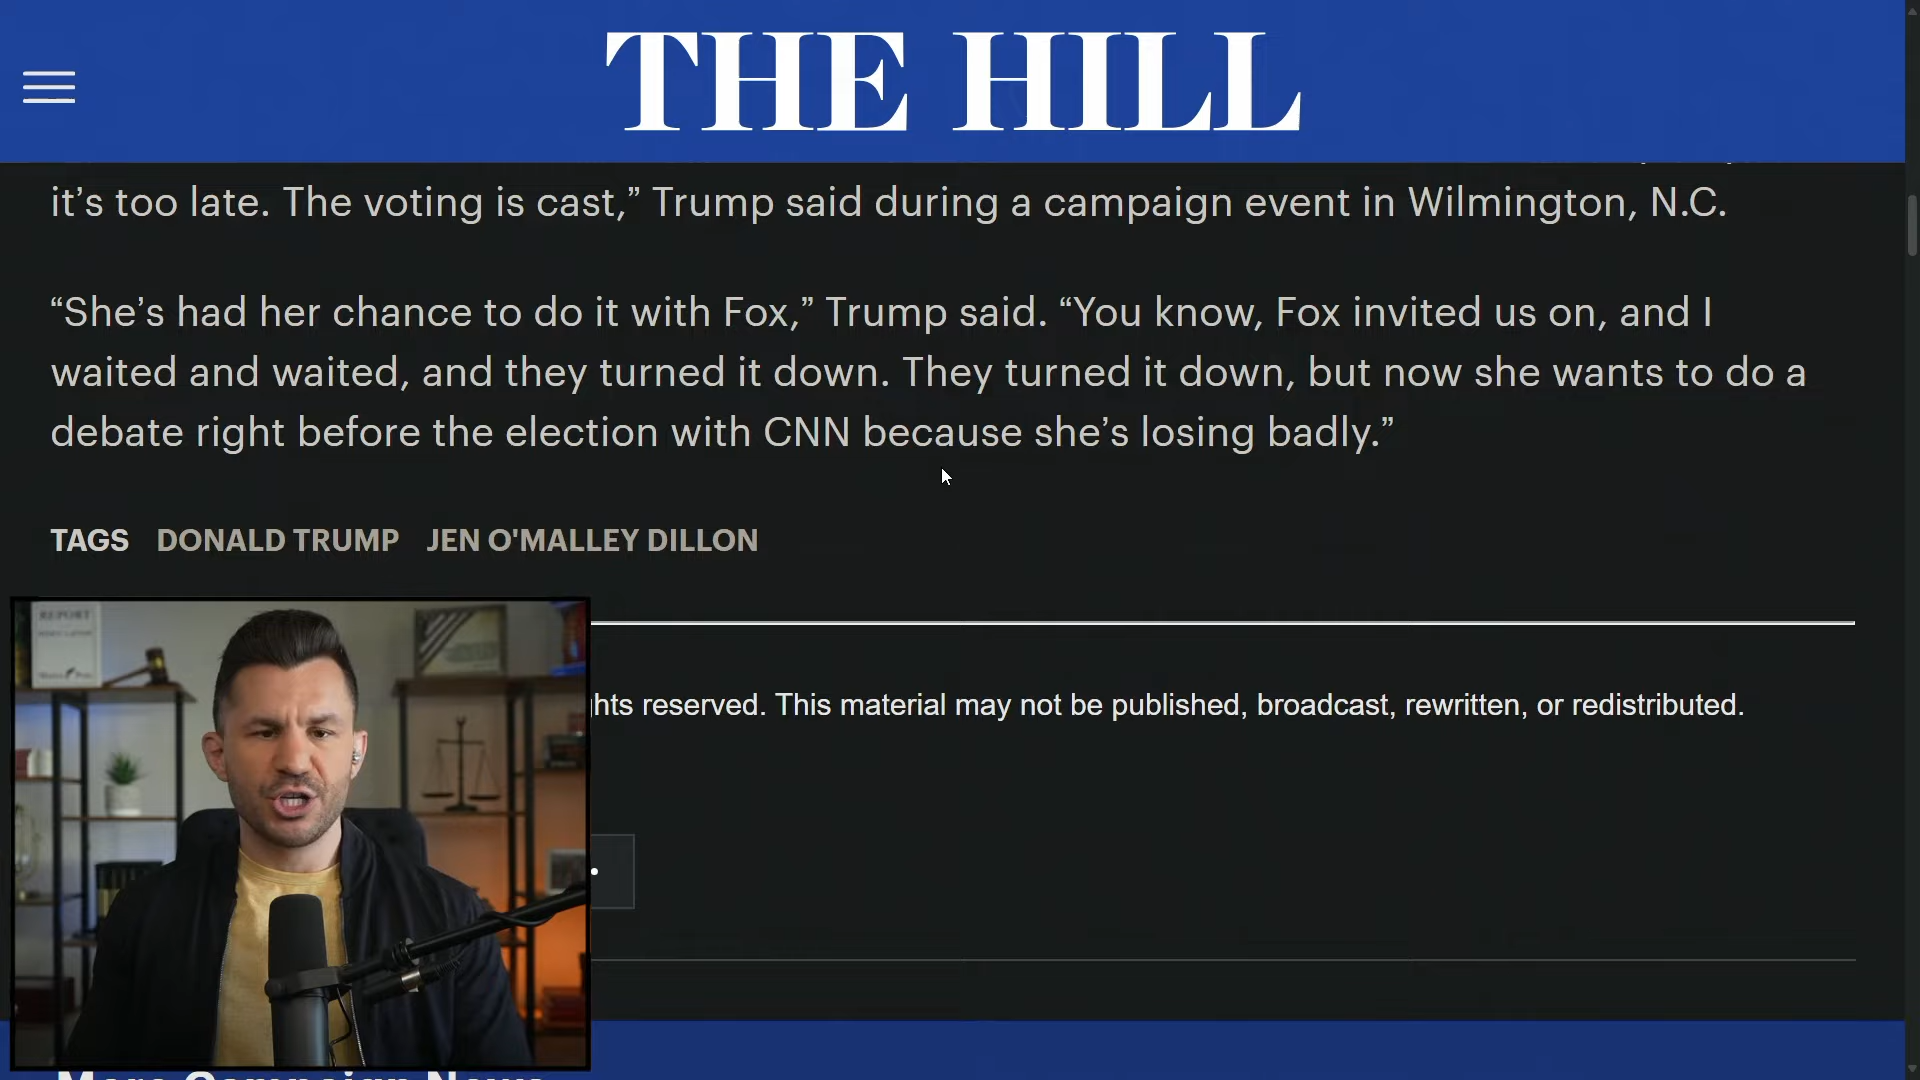 THE HILL
it’s too late. The voting is cast,” Trump said during a campaign event in Wilmington, N.C.
“She’s had her chance to do it with Fox,” Trump said. “You know, Fox invited us on, and I
waited and waited, and they turned it down. They turned it down, but now she wants to do a
debate right before the election with CNN because she’s losing badly.”
TAGS DONALD TRUMP JEN O'MALLEY DILLON
REPORT
hts reserved. This material may not be published, broadcast, rewritten, or redistributed.
More Campaign News